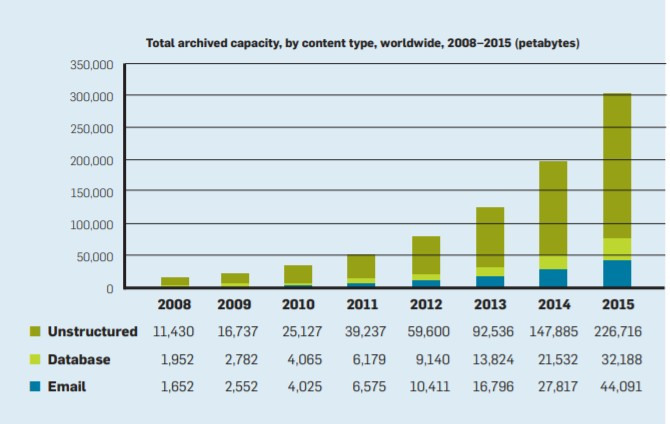 Total archived capacity, by content type, worldwide, 2008–2015 (petabytes)
350,000
300,000
250,000
200,000
150,000
100,000
50,000
0
2008 2009 2010 2011 2012 2013 2014 2015
Unstructured 11,430 16,737 25,127 39,237 59,600 92,536 147,885 226,716
Database 1,952 2,782 4,065 6,179 9,140 13,824 21,532 32,188
Email 1,652 2,552 4,025 6,575 10,411 16,796 27,817 44,091